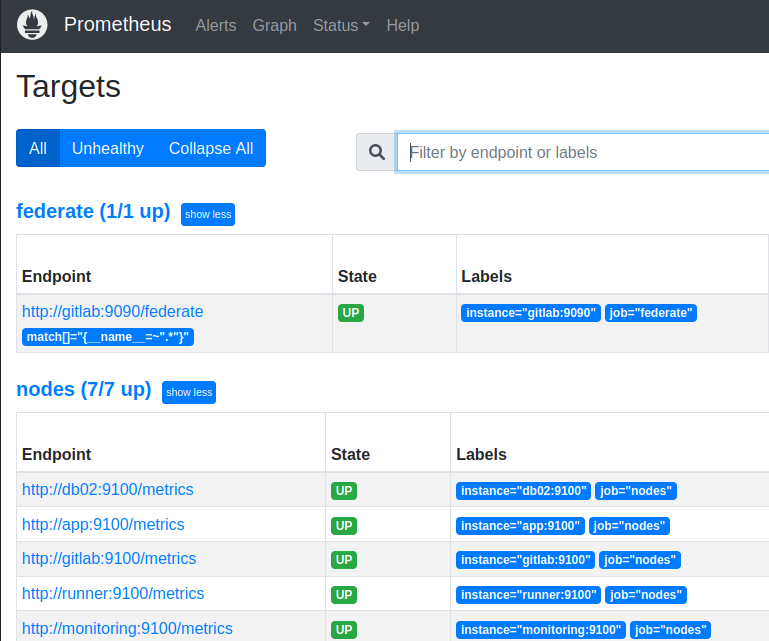 Prometheus Alerts Graph Status Help
Targets
All Unhealthy Collapse All
Filter by endpoint or labels
federate (1/1 up) show less
Endpoint State Labels
http://gitlab:9090/federate UP instance="gitlab:9090" job="federate"
match[]="{__name__=~".*"}"
nodes (7/7 up) show less
Endpoint State Labels
http://db02:9100/metrics UP instance="db02:9100" job="nodes"
http://app:9100/metrics UP instance="app:9100" job="nodes"
http://gitlab:9100/metrics UP instance="gitlab:9100" job="nodes"
http://runner:9100/metrics UP instance="runner:9100" job="nodes"
http://monitoring:9100/metrics UP instance="monitoring:9100" job="nodes"